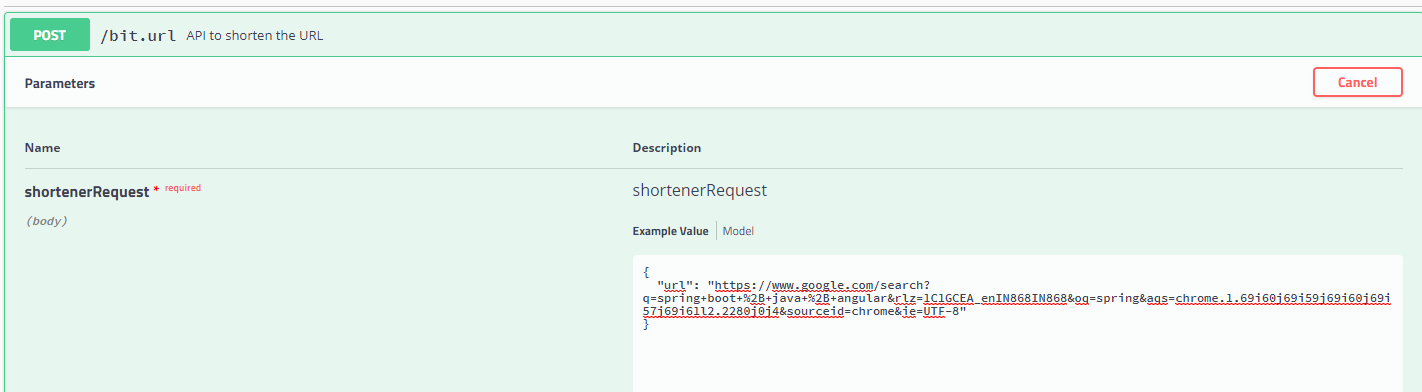 POST /bit.url API to shorten the URL
Parameters Cancel
Name Description
shortenerRequest * required shortenerRequest
(body)
Example Value Model
{
"url": "https://www.google.com/search?
q=spring+boot+%2B+java+%2B+angular&rlz=1C1GCEA_enIN868IN868&oq=spring&aqs=chrome.1.69i60j69i59j69i60j69i
57j69i61l2.2280j0j4&sourceid=chrome&ie=UTF-8"
}